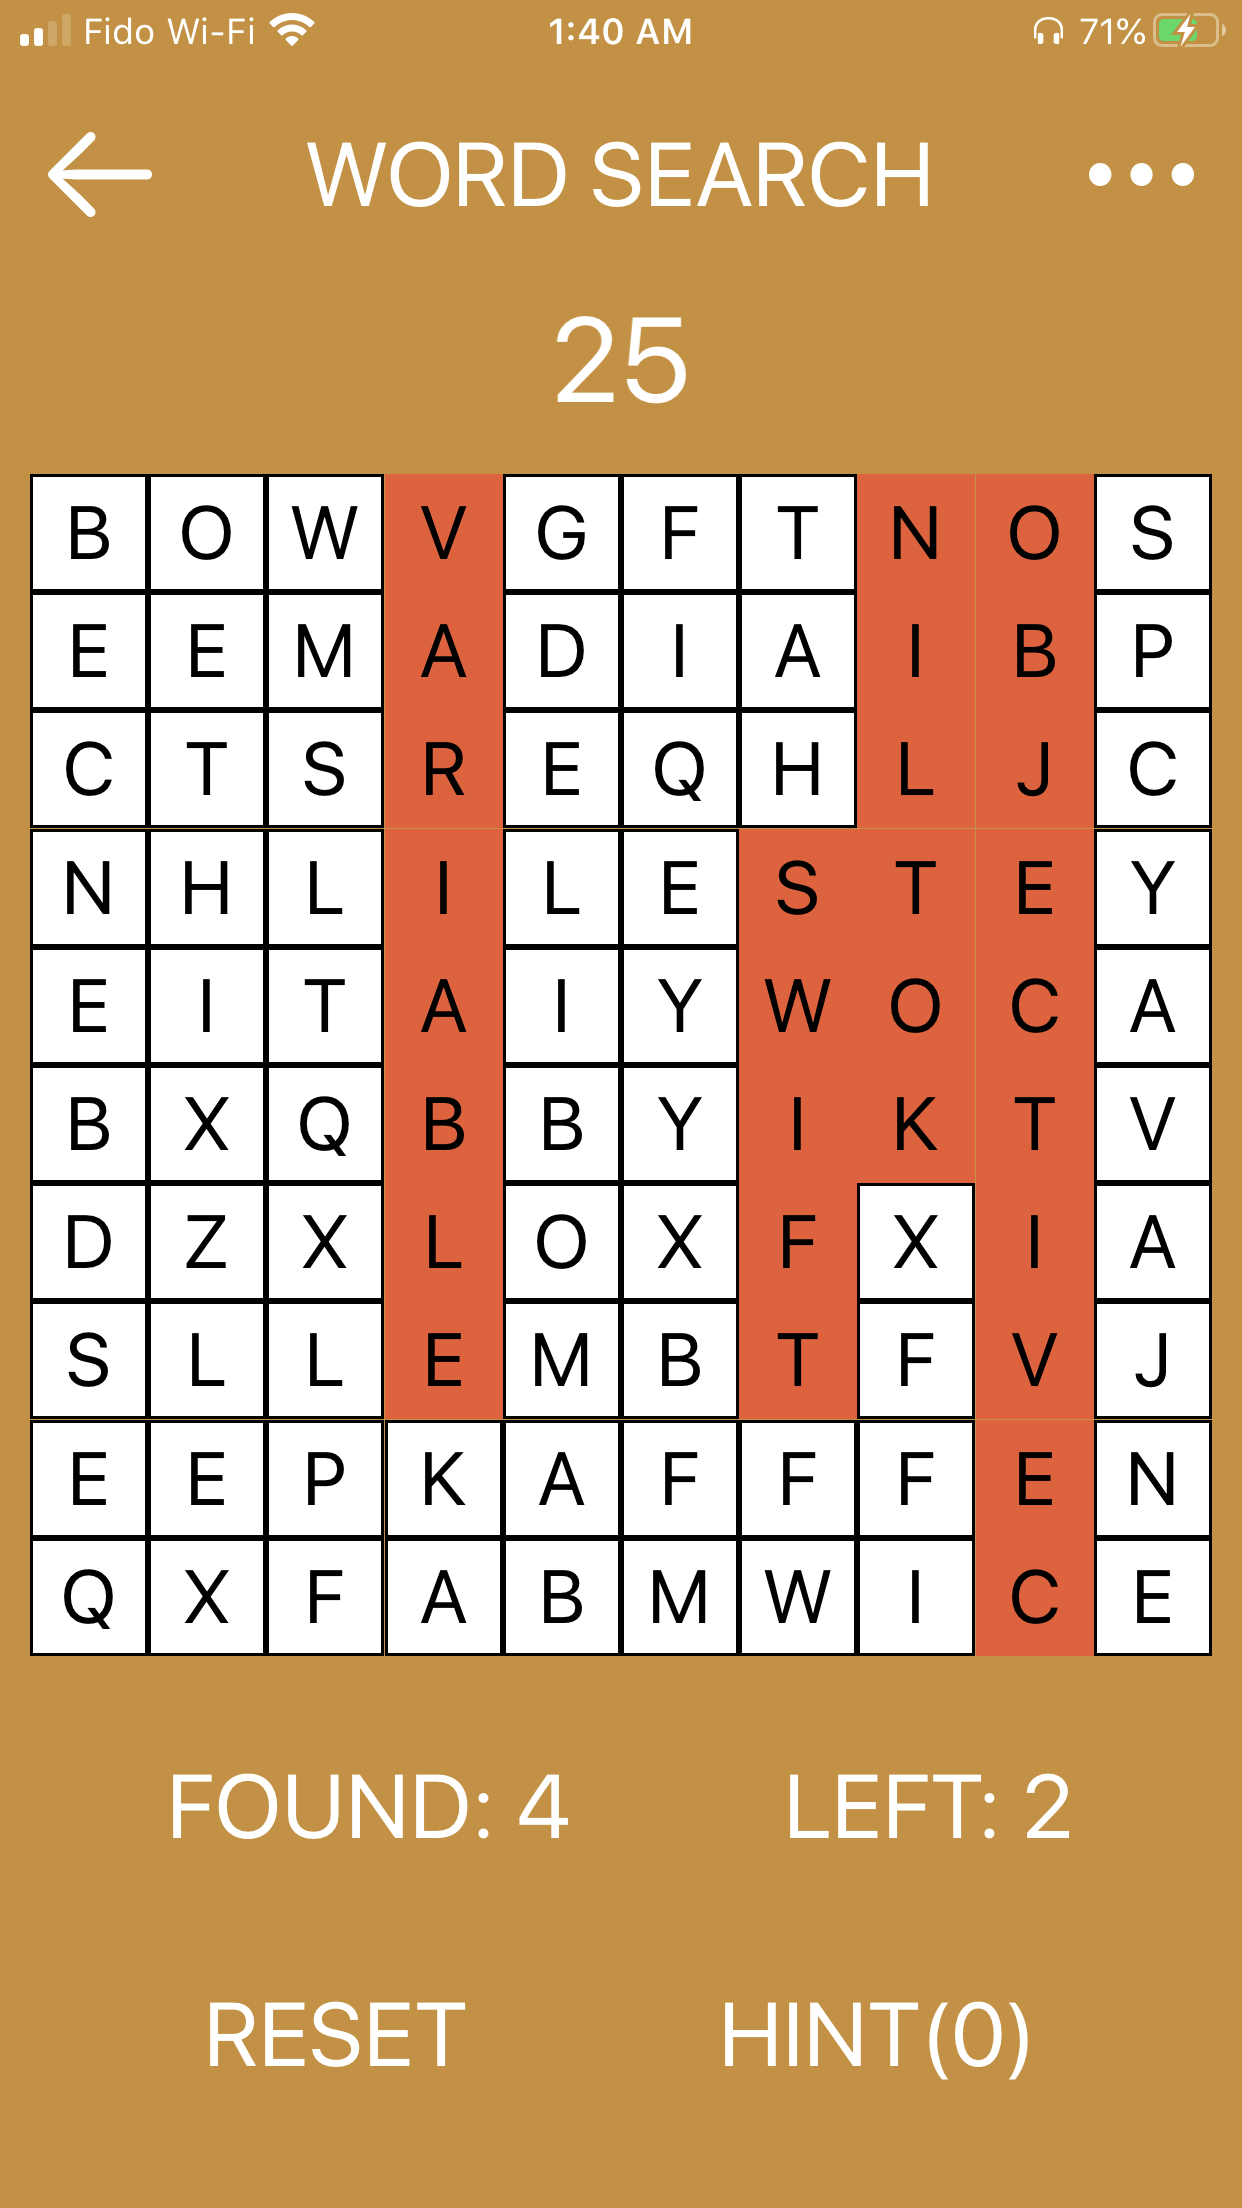 Fido Wi-Fi 1:40 AM 71%
WORD SEARCH
25
B O W V G F T N O S
E E M A D I A I B P
C T S R E Q H L J C
N H L I L E S T E Y
E I T A I Y W O C A
B X Q B B Y I K T V
D Z X L O X F X I A
S L L E M B T F V J
E E P K A F F F E N
Q X F A B M W I C E
FOUND: 4 LEFT: 2
RESET HINT(0)